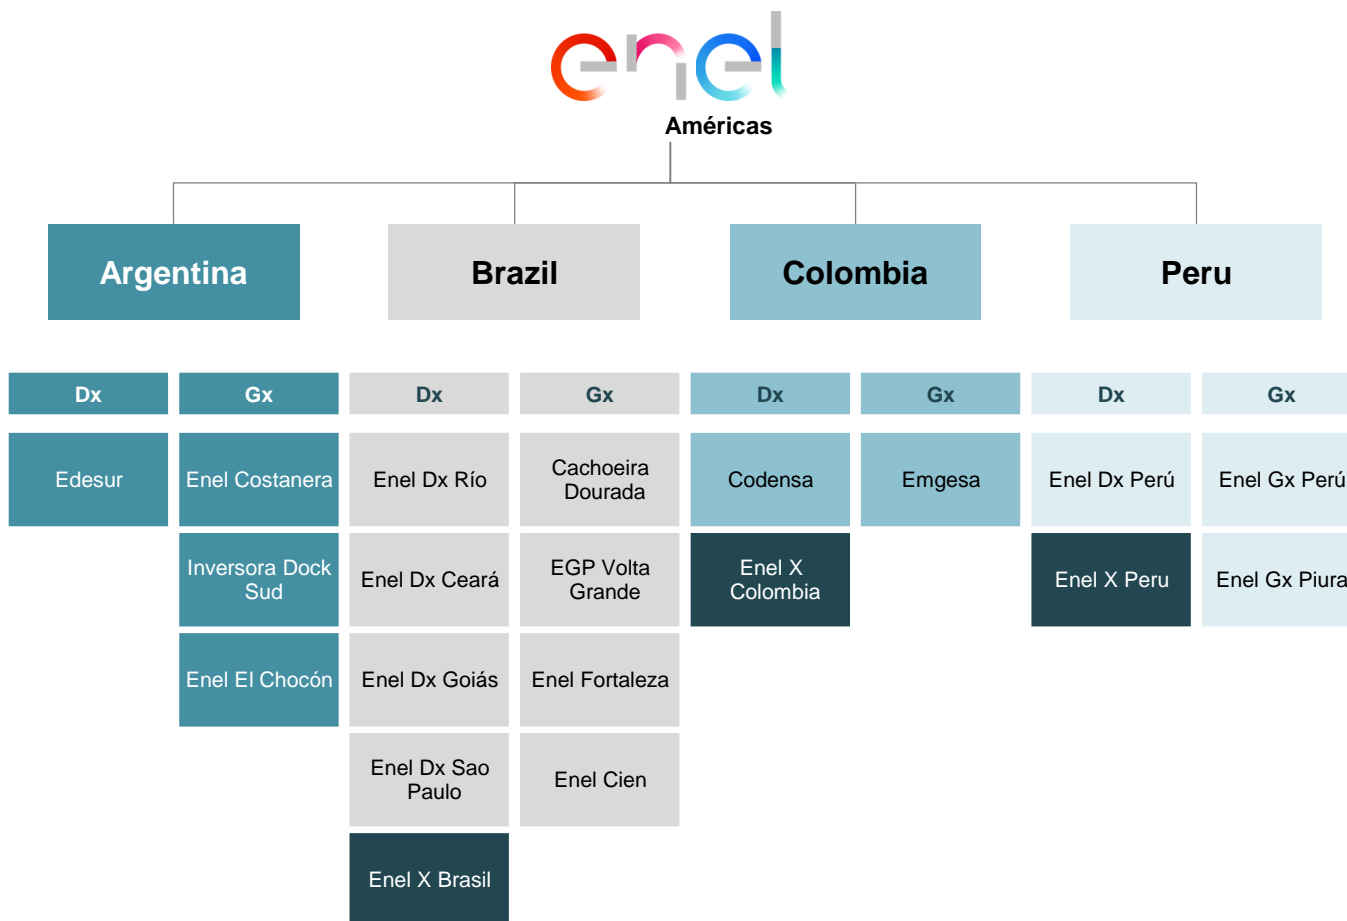 enel
Américas
Argentina
Brazil
Colombia
Peru
Dx
Gx
Dx
Gx
Dx
Gx
Dx
Gx
Edesur
Enel Costanera
Enel Dx Río
Cachoeira
Dourada
Codensa
Emgesa
Enel Dx Perú
Enel Gx Perú
Inversora Dock
Sud
Enel Dx Ceará
EGP Volta
Grande
Enel X
Colombia
Enel X Peru
Enel Gx Piura
Enel El Chocón
Enel Dx Goiás
Enel Fortaleza
Enel Dx Sao
Paulo
Enel Cien
Enel X Brasil